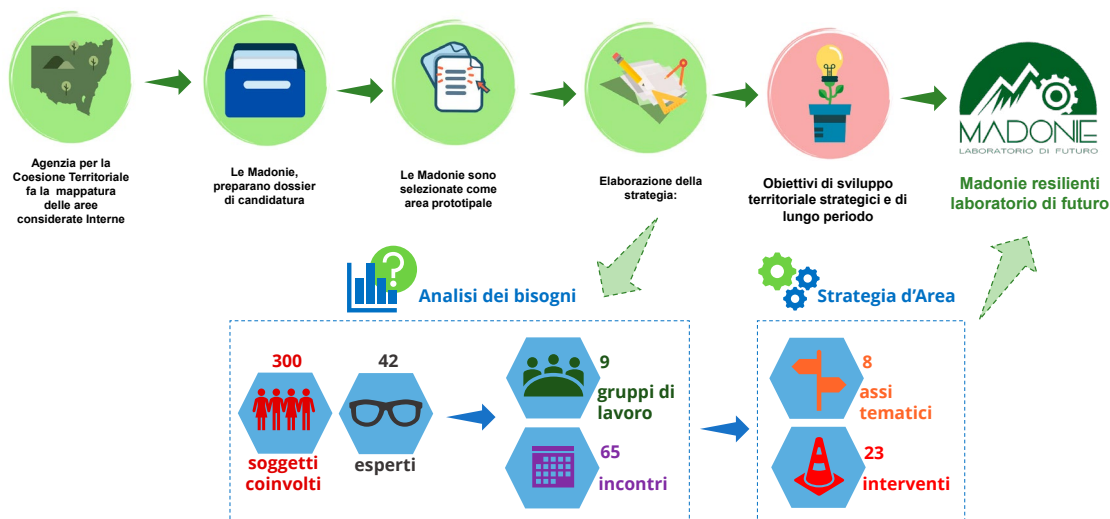 Agenzia per la
Coesione Territoriale
fa la mappatura
delle aree
considerate Interne
Le Madonie,
preparano dossier
di candidatura
Le Madonie sono
selezionate come
area prototipale
Elaborazione della
strategia:
Obiettivi di sviluppo
territoriale strategici e di
lungo periodo
MADONIE
LABORATORIO DI FUTURO
Madonie resilienti
laboratorio di futuro
?
Analisi dei bisogni
300
soggetti
coinvolti
42
esperti
9
gruppi di
lavoro
65
incontri
Strategia d'Area
8
assi
tematici
23
interventi